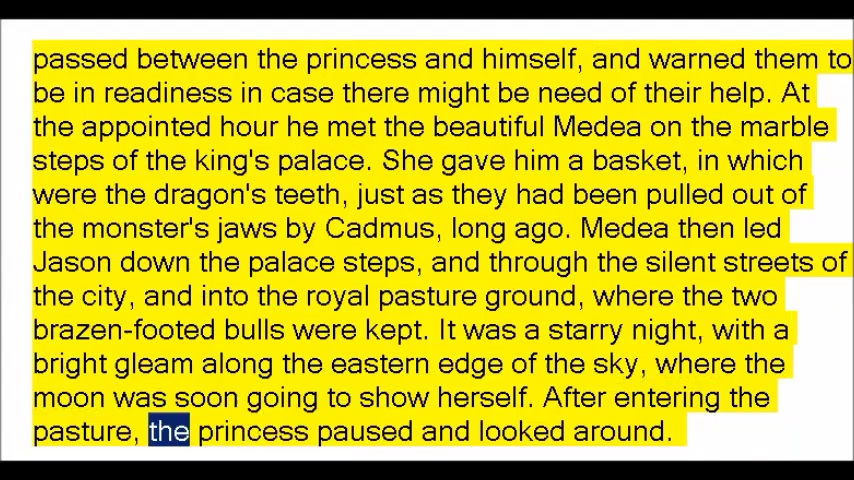 passed between the princess and himself, and warned them to
be in readiness in case there might be need of their help. At
the appointed hour he met the beautiful Medea on the marble
steps of the king's palace. She gave him a basket, in which
were the dragon's teeth, just as they had been pulled out of
the monster's jaws by Cadmus, long ago. Medea then led
Jason down the palace steps, and through the silent streets of
the city, and into the royal pasture ground, where the two
brazen-footed bulls were kept. It was a starry night, with a
bright gleam along the eastern edge of the sky, where the
moon was soon going to show herself. After entering the
pasture, the princess paused and looked around.